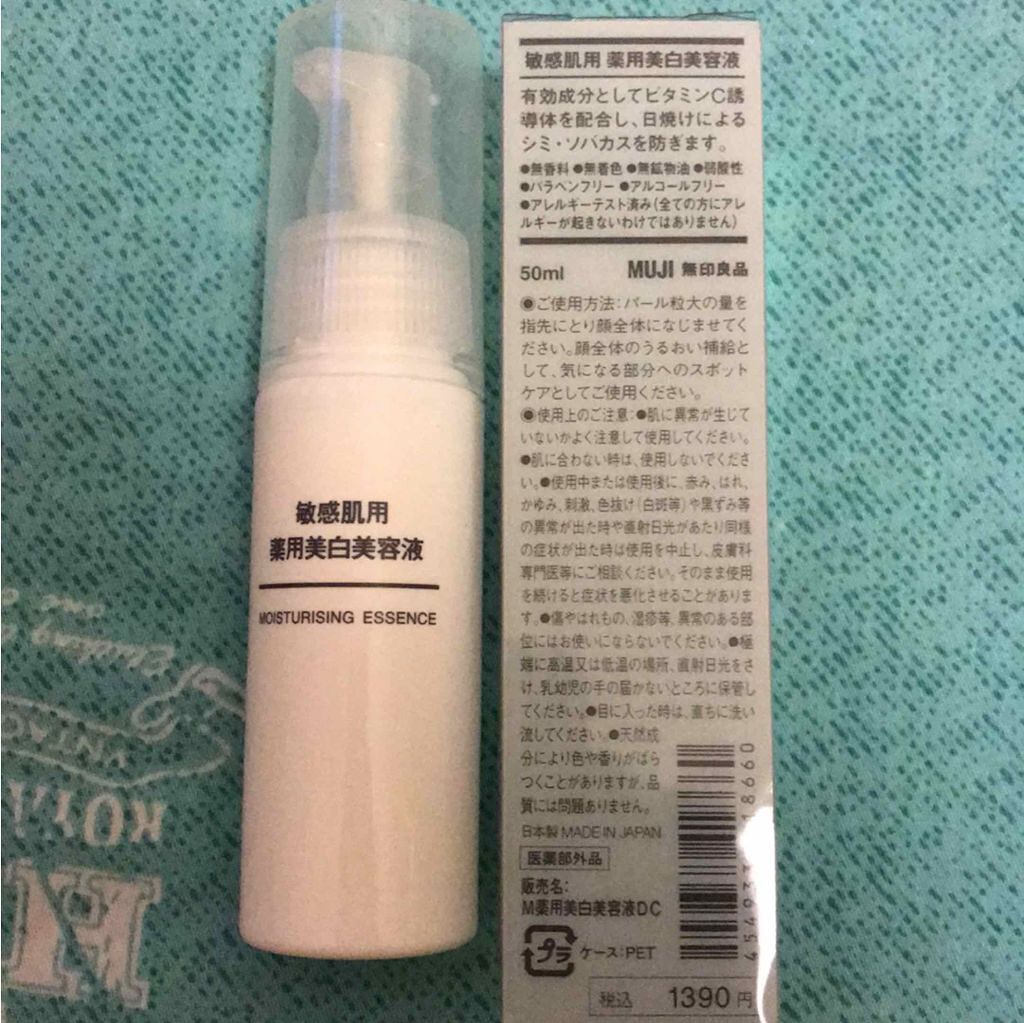 敏感肌用
薬用美白美容液
MOISTURISING ESSENCE
敏感肌用 薬用美白美容液
有効成分としてビタミンC誘
導体を配合し、日焼けによる
シミ・ソバカスを防ぎます。
●無香料 ●無着色 ●無鉱物油 ●弱酸性
●パラベンフリー ●アルコールフリー
●アレルギーテスト済み(全ての方にアレ
ルギーが起きないわけではありません)
50ml MUJI 無印良品
◉ご使用方法:パール粒大の量を
指先にとり顔全体になじませてく
ださい。顔全体のうるおい補給と
して、気になる部分へのスポット
ケアとしてご使用ください。
◉使用上のご注意:●肌に異常が生じて
いないかよく注意して使用してください。
●肌に合わない時は、使用しないでくださ
い。●使用中または使用後に、赤み、はれ、
かゆみ、刺激、色抜け(白斑等)や黒ずみ等
の異常が出た時や直射日光があたり同様
の症状が出た時は使用を中止し、皮膚科
専門医等にご相談ください。そのまま使用
を続けると症状を悪化させることがありま
す。●傷やはれもの、湿疹等、異常のある部
位にはお使いにならないでください。●極
端に高温又は低温の場所、直射日光をさ
け、乳幼児の手の届かないところに保管し
てください。●目に入った時は、直ちに洗い
流してください。●天然成
分により色や香りがばら
つくことがありますが、品
質には問題ありません。
日本製 MADE IN JAPAN
医薬部外品
販売名:
M薬用美白美容液DC
プラ ケース:PET
税込 1390円